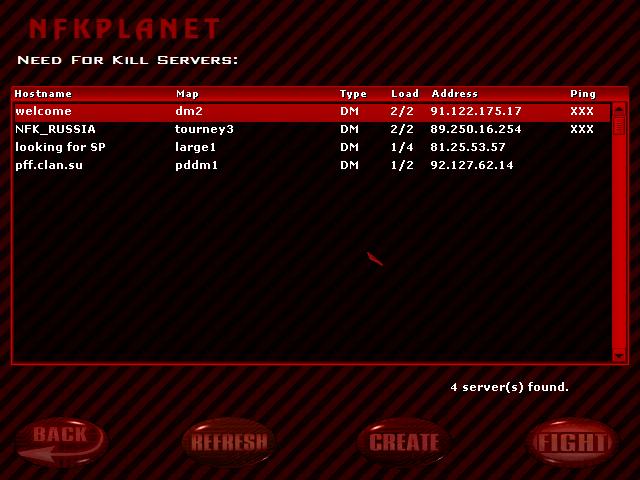 NFKPLANET
NEED FOR KILL SERVERS:
Hostname Map Type Load Address Ping
welcome dm2 DM 2/2 91.122.175.17 XXX
NFK_RUSSIA tourney3 DM 2/2 89.250.16.254 XXX
looking for SP large1 DM 1/4 81.25.53.57
pff.clan.su pddm1 DM 1/2 92.127.62.14
4 server(s) found.
BACK REFRESH CREATE FIGHT